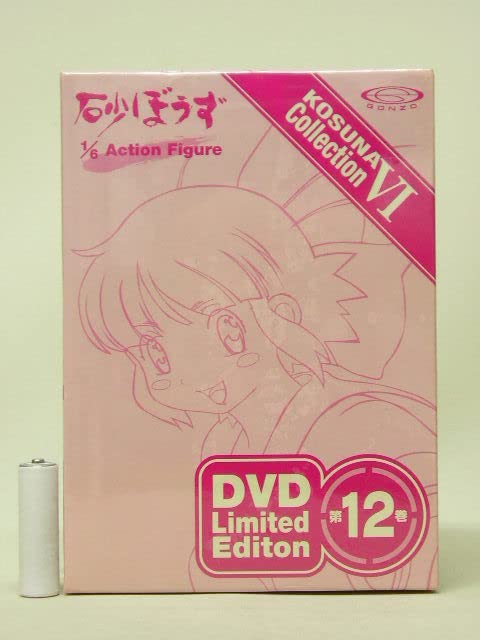 砂ぼうず
1/6 Action Figure
KOSUNA
Collection
VI
GONZO
DVD
Limited
Editon
第12巻